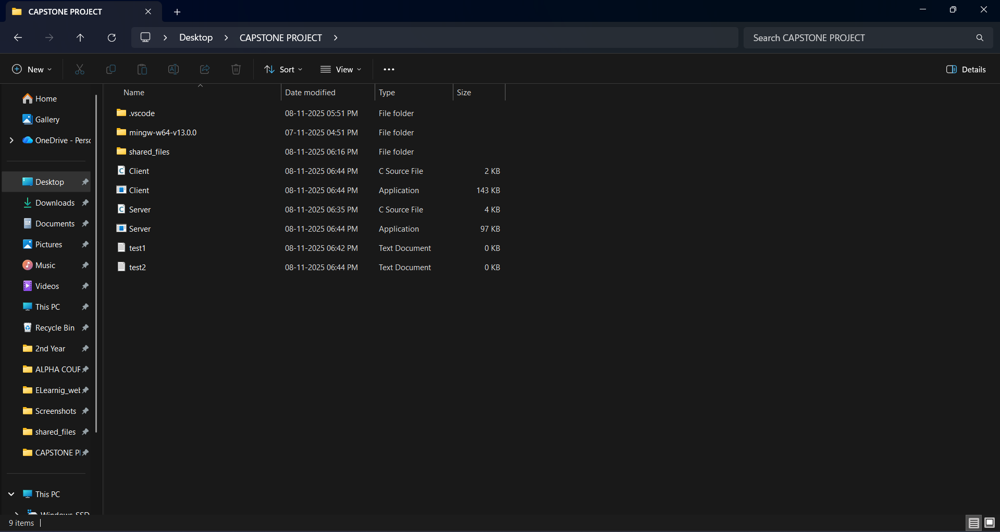 CAPSTONE PROJECT
Desktop CAPSTONE PROJECT
Search CAPSTONE PROJECT
New Sort View Details
Home
Gallery
OneDrive - Perso
Desktop
Downloads
Documents
Pictures
Music
Videos
This PC
Recycle Bin
2nd Year
ALPHA COUR
ELearnig_wel
Screenshots
shared_files
CAPSTONE P
This PC
Windows-SSD
Name Date modified Type Size
.vscode 08-11-2025 05:51 PM File folder
mingw-w64-v13.0.0 07-11-2025 04:51 PM File folder
shared_files 08-11-2025 06:16 PM File folder
Client 08-11-2025 06:44 PM C Source File 2 KB
Client 08-11-2025 06:44 PM Application 143 KB
Server 08-11-2025 06:35 PM C Source File 4 KB
Server 08-11-2025 06:44 PM Application 97 KB
test1 08-11-2025 06:42 PM Text Document 0 KB
test2 08-11-2025 06:44 PM Text Document 0 KB
9 items